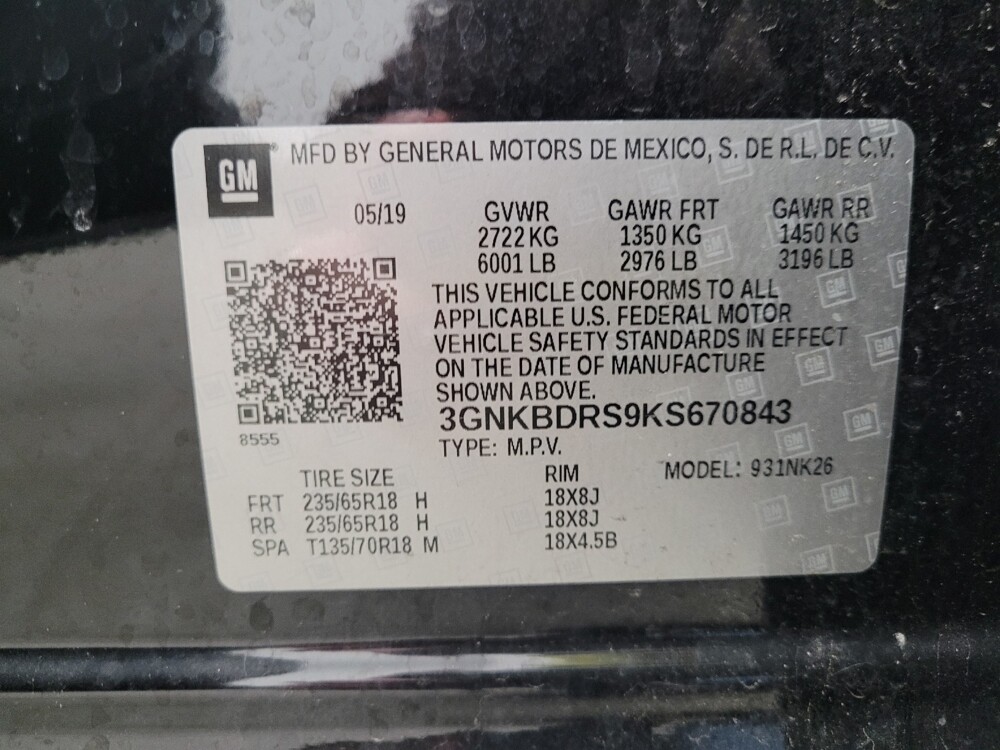 GM® MFD BY GENERAL MOTORS DE MEXICO, S. DE R.L. DE C.V.
05/19 GVWR GAWR FRT GAWR RR
2722 KG 1350 KG 1450 KG
6001 LB 2976 LB 3196 LB
THIS VEHICLE CONFORMS TO ALL
APPLICABLE U.S. FEDERAL MOTOR
VEHICLE SAFETY STANDARDS IN EFFECT
ON THE DATE OF MANUFACTURE
SHOWN ABOVE.
3GNKBDRS9KS670843
8555
TYPE: M.P.V.
TIRE SIZE RIM MODEL: 931NK26
FRT 235/65R18 H 18X8J
RR 235/65R18 H 18X8J
SPA T135/70R18 M 18X4.5B